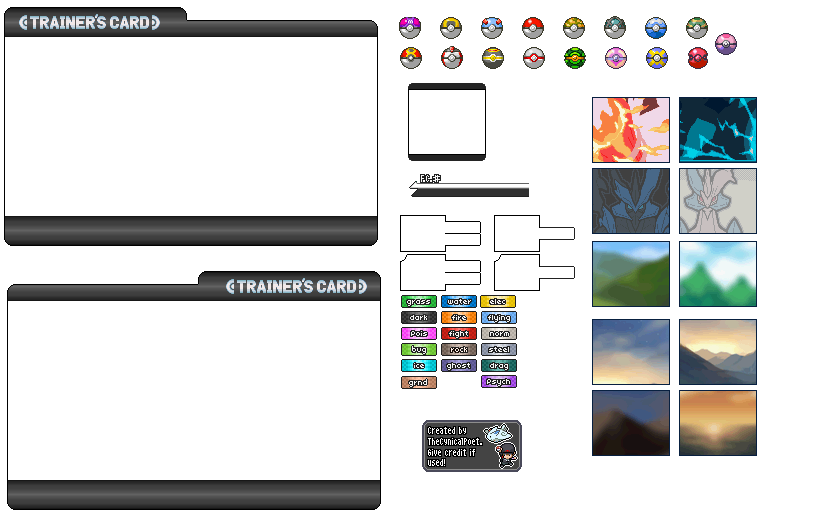 TRAINER'S CARD
F.C.#
grass water elec
dark fire flying
Pois fight norm
bug rock steel
ice ghost drag
grnd Psych
TRAINER'S CARD
Created by
TheCynicalPoet.
Give credit if
used!